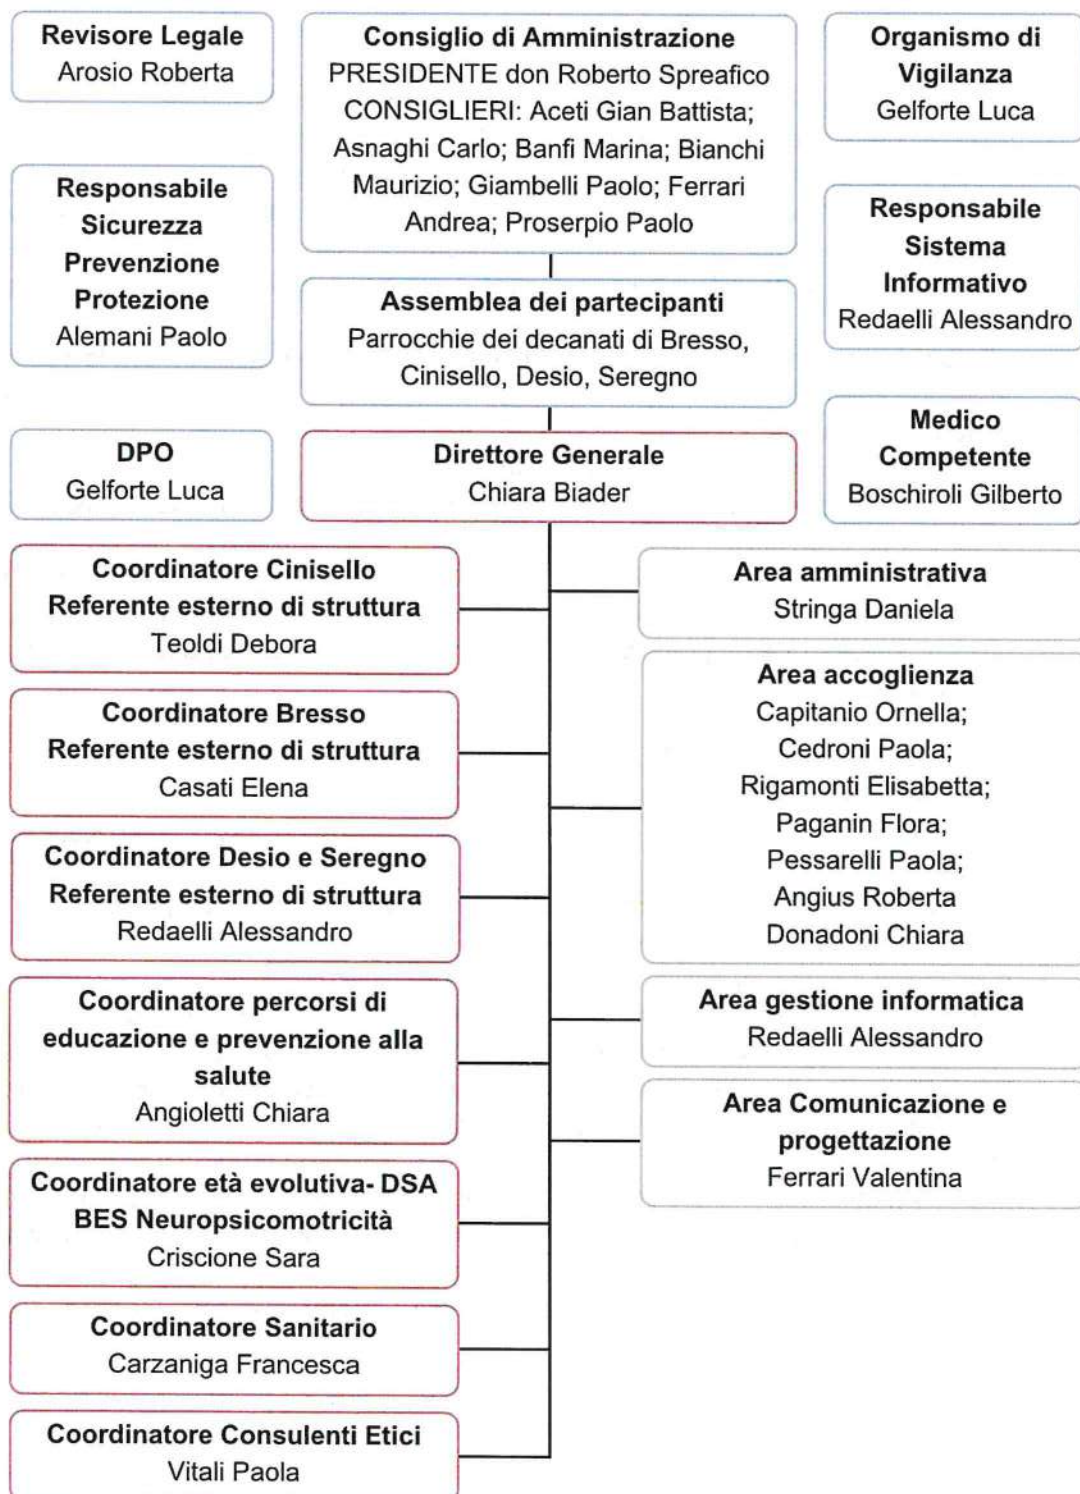 Revisore Legale
Arosio Roberta
Consiglio di Amministrazione
PRESIDENTE don Roberto Spreafico
CONSIGLIERI: Aceti Gian Battista;
Asnaghi Carlo; Banfi Marina; Bianchi
Maurizio; Giambelli Paolo; Ferrari
Andrea; Proserpio Paolo
Organismo di
Vigilanza
Gelforte Luca
Responsabile
Sicurezza
Prevenzione
Protezione
Alemani Paolo
Assemblea dei partecipanti
Parrocchie dei decanati di Bresso,
Cinisello, Desio, Seregno
Responsabile
Sistema
Informativo
Redaelli Alessandro
DPO
Gelforte Luca
Direttore Generale
Chiara Biader
Medico
Competente
Boschiroli Gilberto
Coordinatore Cinisello
Referente esterno di struttura
Teoldi Debora
Coordinatore Bresso
Referente esterno di struttura
Casati Elena
Coordinatore Desio e Seregno
Referente esterno di struttura
Redaelli Alessandro
Coordinatore percorsi di
educazione e prevenzione alla
salute
Angioletti Chiara
Coordinatore età evolutiva- DSA
BES Neuropsicomotricità
Criscione Sara
Coordinatore Sanitario
Carzaniga Francesca
Coordinatore Consulenti Etici
Vitali Paola
Area amministrativa
Stringa Daniela
Area accoglienza
Capitanio Ornella;
Cedroni Paola;
Rigamonti Elisabetta;
Paganin Flora;
Pessarelli Paola;
Angius Roberta
Donadoni Chiara
Area gestione informatica
Redaelli Alessandro
Area Comunicazione e
progettazione
Ferrari Valentina